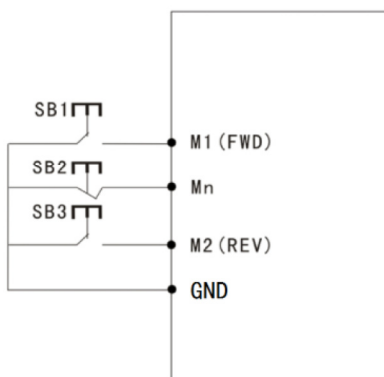 SB1
M1(FWD)
SB2
Mn
SB3
M2(REV)
GND